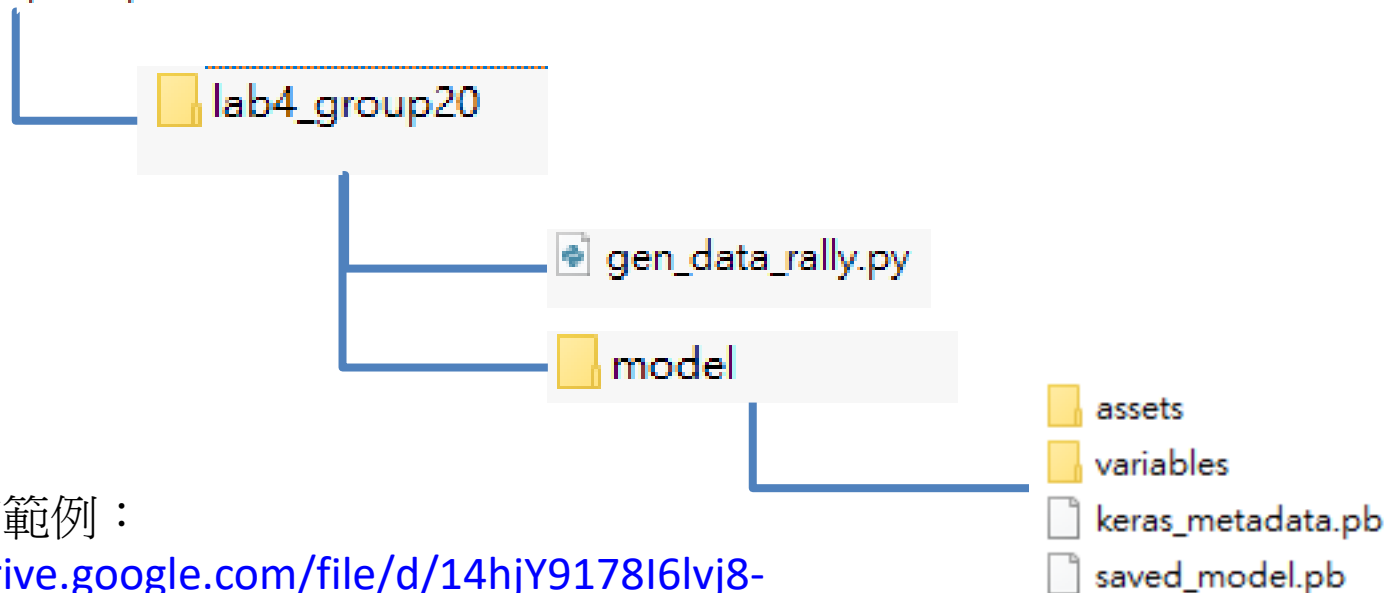 lab4_group20
gen_data_rally.py
model
assets
variables
keras_metadata.pb
saved_model.pb
範例：
rive.google.com/file/d/14hjY9178I6lvj8-